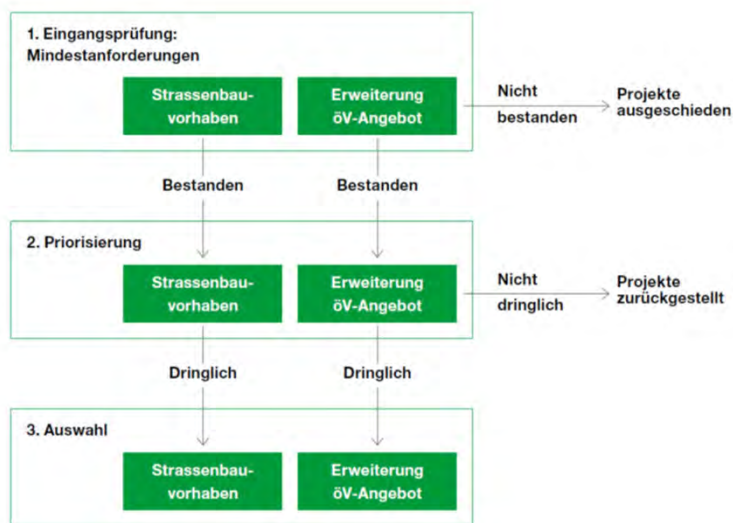 1. Eingangsprüfung:
Mindestanforderungen
Strassenbau-
vorhaben
Erweiterung
öV-Angebot
Nicht
bestanden
Projekte
ausgeschieden
Bestanden
Bestanden
2. Priorisierung
Strassenbau-
vorhaben
Erweiterung
öV-Angebot
Nicht
dringlich
Projekte
zurückgestellt
Dringlich
Dringlich
3. Auswahl
Strassenbau-
vorhaben
Erweiterung
öV-Angebot